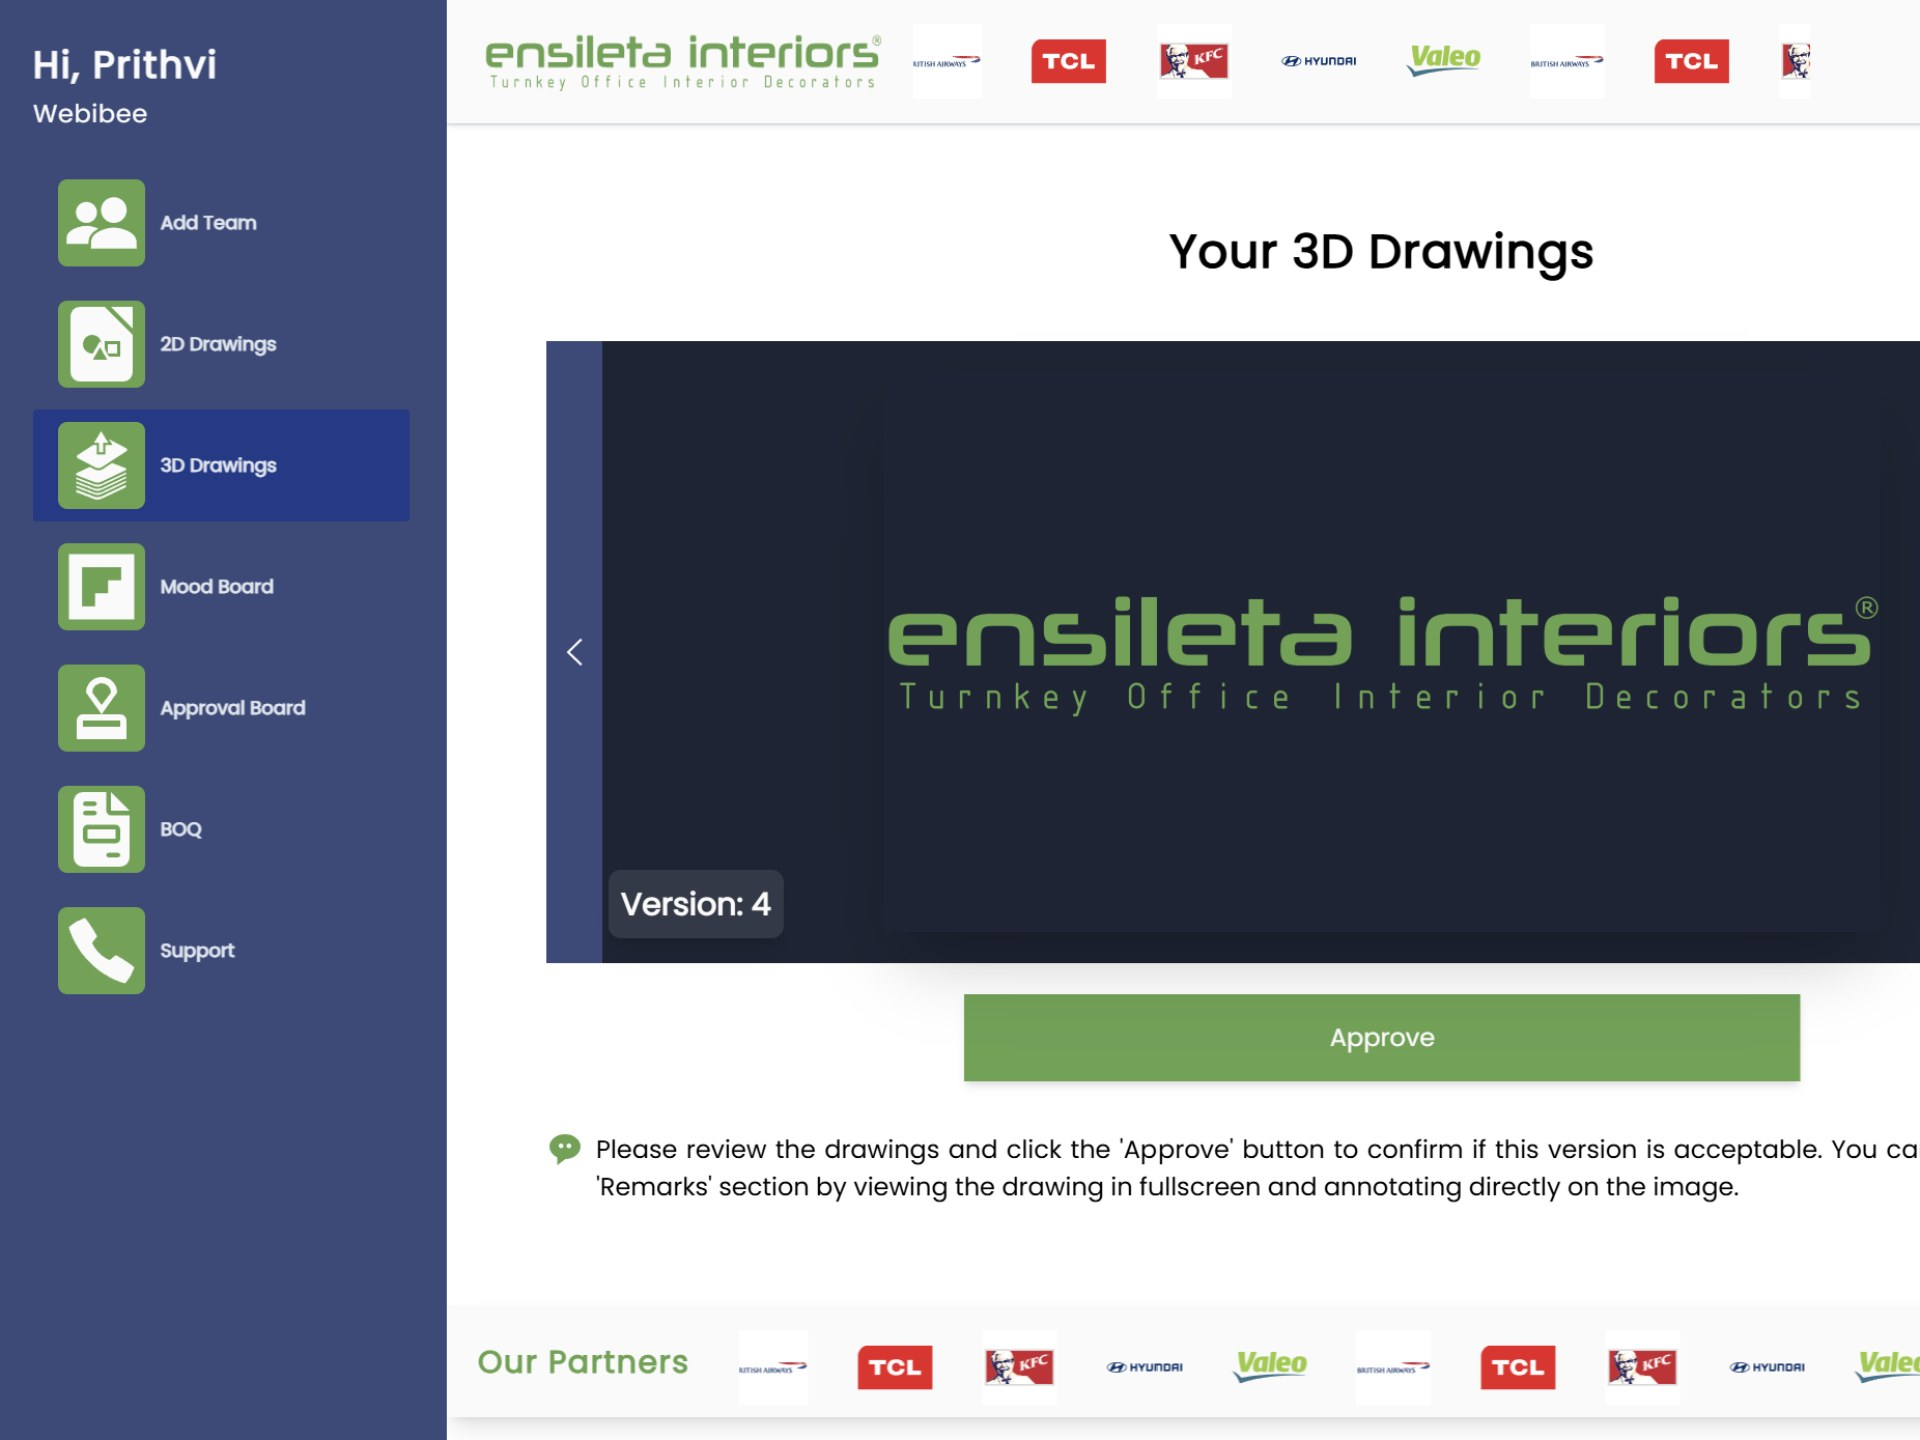 Hi, Prithvi
Webibee
Add Team
2D Drawings
3D Drawings
Mood Board
Approval Board
BOQ
Support
ensileta interiors®
Turnkey Office Interior Decorators
BRITISH AIRWAYS TCL KFC HYUNDAI Valeo BRITISH AIRWAYS TCL
Your 3D Drawings
ensileta interiors®
Turnkey Office Interior Decorators
Version: 4
Approve
Please review the drawings and click the 'Approve' button to confirm if this version is acceptable. You ca
'Remarks' section by viewing the drawing in fullscreen and annotating directly on the image.
Our Partners
RITISH AIRWAYS TCL KFC HYUNDAI Valeo BRITISH AIRWAYS TCL KFC HYUNDAI Valeo